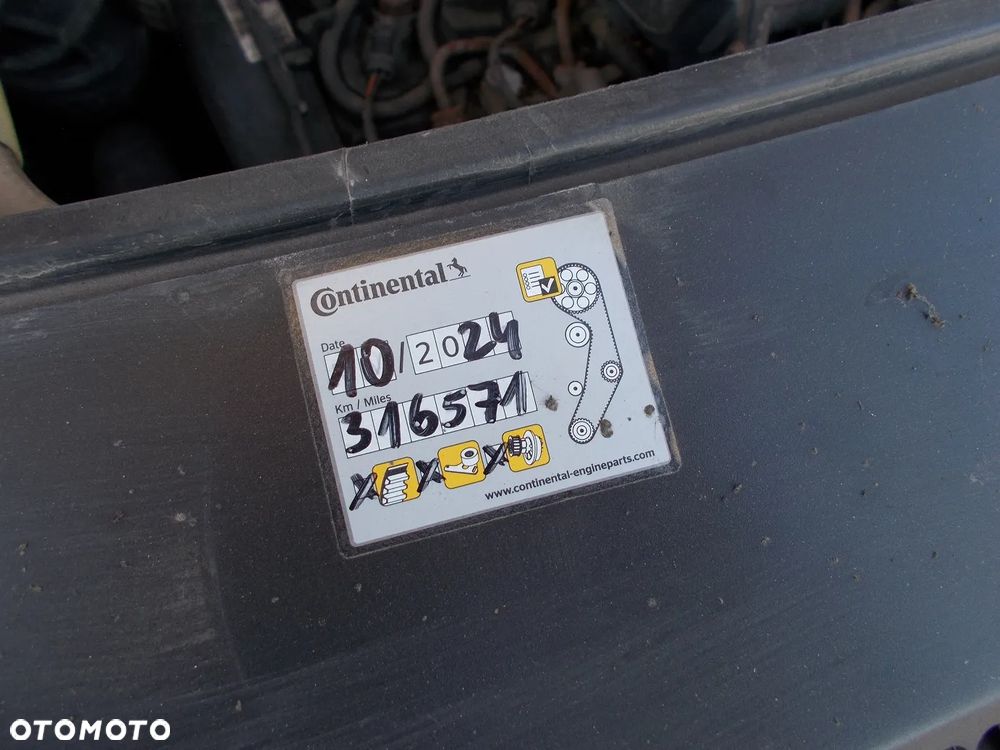 Continental
Date
10/2024
Km / Miles
316571
X X X
www.continental-engineparts.com
OTOMOTO